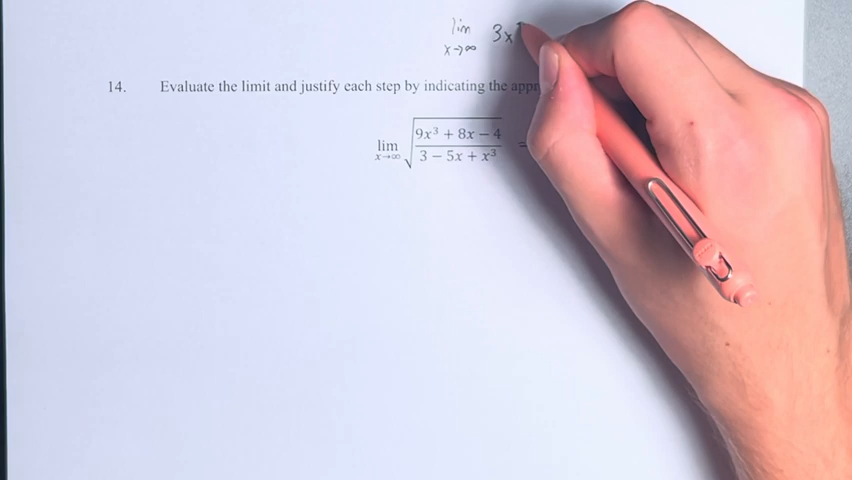 lim 3x
x→∞
14. Evaluate the limit and justify each step by indicating the
lim √((9x³ + 8x − 4)/(3 − 5x + x³)) =
x→∞